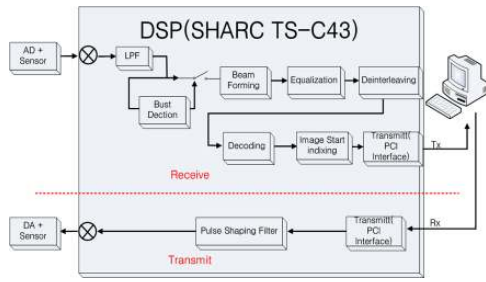 DSP(SHARC TS-C43)
AD +
Sensor
LPF
Bust
Dection
Beam
Forming
Equalization
Deinterleaving
Decoding
Image Start
indixing
Transmitt(
PCI
Interface)
Tx
Receive
DA +
Sensor
Pulse Shaping Filter
Transmitt(
PCI
Interface)
Rx
Transmit